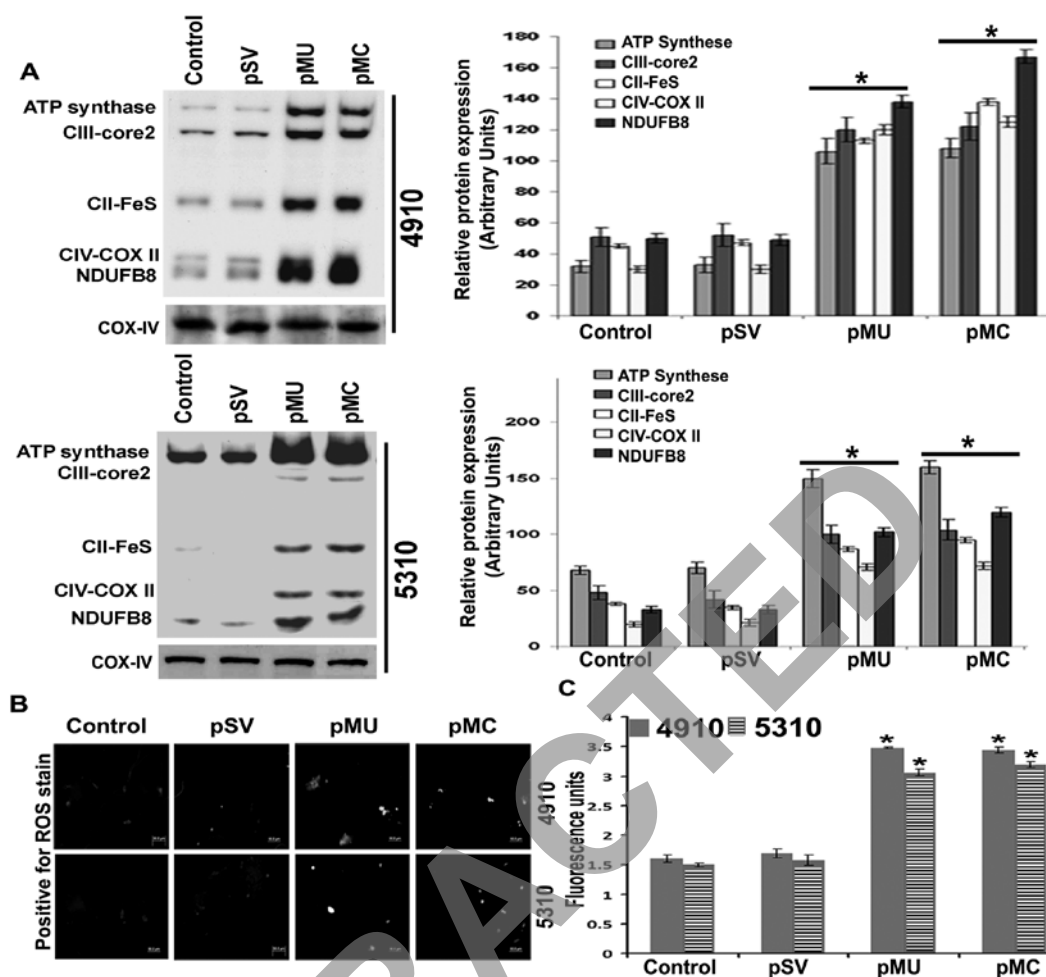 A
Control
pSV
pMU
pMC
ATP synthase
CIII-core2
CII-FeS
CIV-COX II
NDUFB8
COX-IV
4910
Relative protein expression
(Arbitrary Units)
180
160
140
120
100
80
60
40
20
0
ATP Synthese
CIII-core2
CII-FeS
CIV-COX II
NDUFB8
*
*
Control pSV pMU pMC
Control
pSV
pMU
pMC
ATP synthase
CIII-core2
CII-FeS
CIV-COX II
NDUFB8
COX-IV
5310
Relative protein expression
(Arbitrary Units)
200
150
100
50
0
ATP Synthese
CIII-core2
CII-FeS
CIV-COX II
NDUFB8
*
*
Control pSV pMU pMC
B
Control pSV pMU pMC
Positive for ROS stain
4910
5310
C
Fluorescence units
4
3.5
3
2.5
2
1.5
1
0.5
0
4910 5310
* * * *
Control pSV pMU pMC
RETRACTED